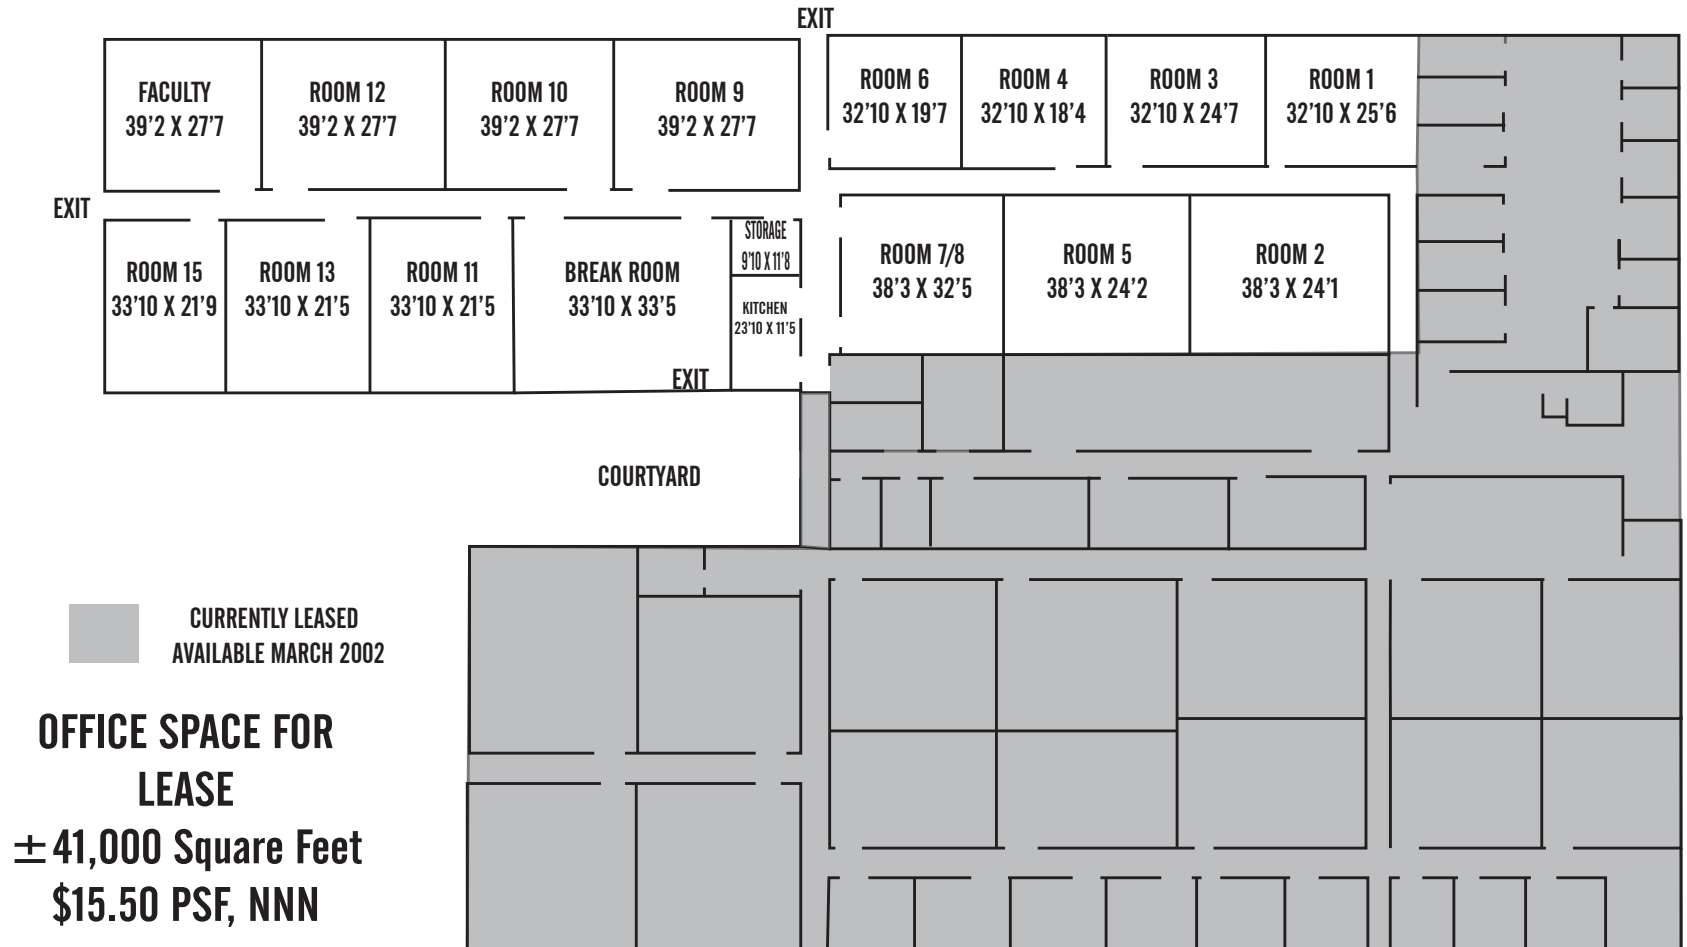 EXIT
FACULTY
39'2 X 27'7
ROOM 12
39'2 X 27'7
ROOM 10
39'2 X 27'7
ROOM 9
39'2 X 27'7
ROOM 6
32'10 X 19'7
ROOM 4
32'10 X 18'4
ROOM 3
32'10 X 24'7
ROOM 1
32'10 X 25'6
EXIT
ROOM 15
33'10 X 21'9
ROOM 13
33'10 X 21'5
ROOM 11
33'10 X 21'5
BREAK ROOM
33'10 X 33'5
STORAGE
9'10 X 11'8
KITCHEN
23'10 X 11'5
ROOM 7/8
38'3 X 32'5
ROOM 5
38'3 X 24'2
ROOM 2
38'3 X 24'1
EXIT
COURTYARD
CURRENTLY LEASED
AVAILABLE MARCH 2002
OFFICE SPACE FOR
LEASE
±41,000 Square Feet
$15.50 PSF, NNN